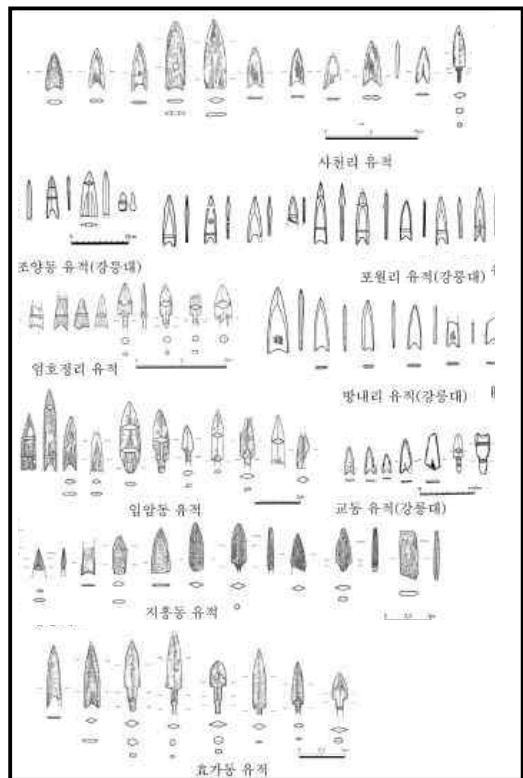 사천리 유적
조양동 유적(강릉대)
포월리 유적(강릉대)
임호정리 유적
방내리 유적(강릉대)
입암동 유적
교동 유적(강릉대)
지흥동 유적
효가동 유적